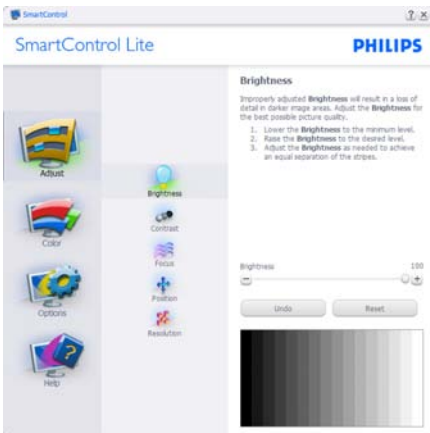 SmartControl
SmartControl Lite
PHILIPS
Adjust
Color
Options
Help
Brightness
Contrast
Focus
Position
Resolution
Brightness
Improperly adjusted Brightness will result in a loss of
detail in darker image areas. Adjust the Brightness for
the best possible picture quality.
1. Lower the Brightness to the minimum level.
2. Raise the Brightness to the desired level.
3. Adjust the Brightness as needed to achieve
an equal separation of the stripes.
Brightness 100
Undo Reset